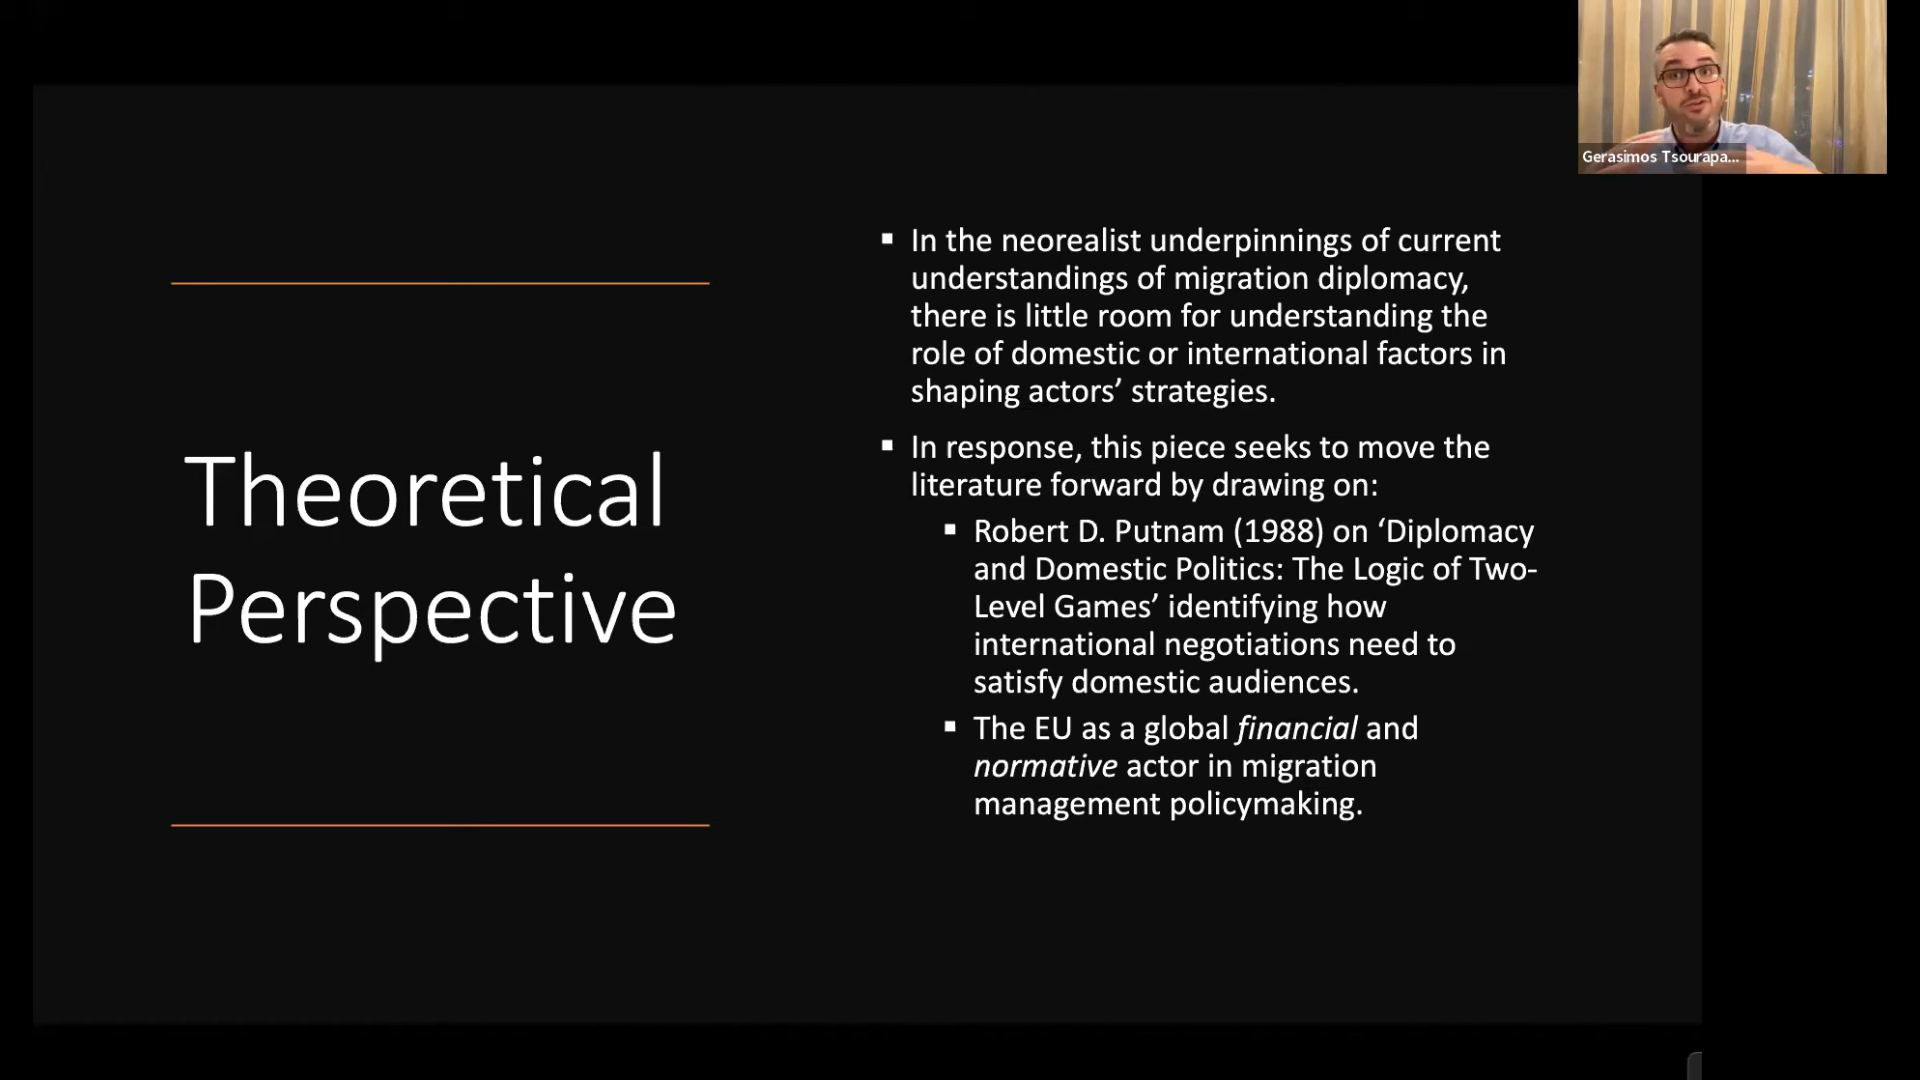 Gerasimos Tsourapa...
Theoretical
Perspective
▪ In the neorealist underpinnings of current
understandings of migration diplomacy,
there is little room for understanding the
role of domestic or international factors in
shaping actors’ strategies.
▪ In response, this piece seeks to move the
literature forward by drawing on:
▪ Robert D. Putnam (1988) on ‘Diplomacy
and Domestic Politics: The Logic of Two-
Level Games’ identifying how
international negotiations need to
satisfy domestic audiences.
▪ The EU as a global financial and
normative actor in migration
management policymaking.